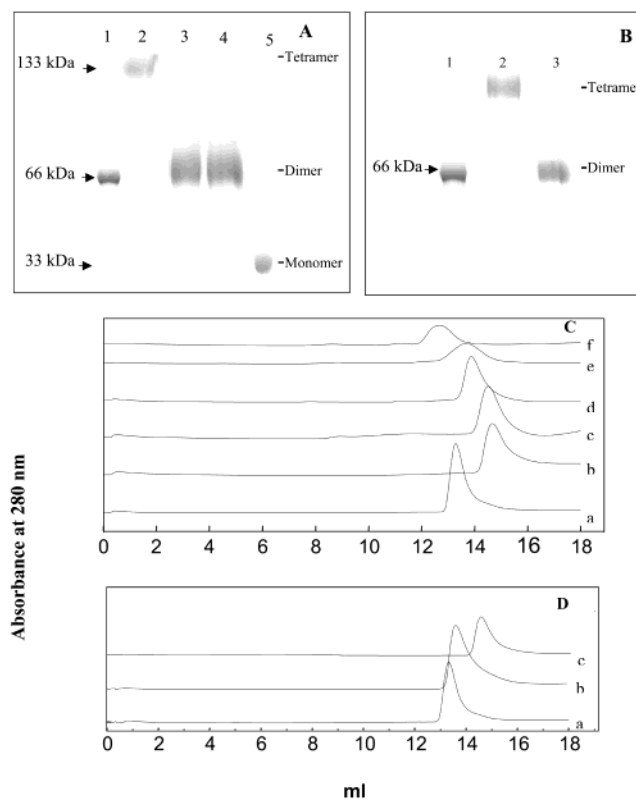 A
1 2 3 4 5
133 kDa
-Tetramer
66 kDa
-Dimer
33 kDa
-Monomer
B
1 2 3
-Tetramer
66 kDa
-Dimer
Absorbance at 280 nm
C
f
e
d
c
b
a
0 2 4 6 8 10 12 14 16 18
D
c
b
a
0 2 4 6 8 10 12 14 16 18
ml